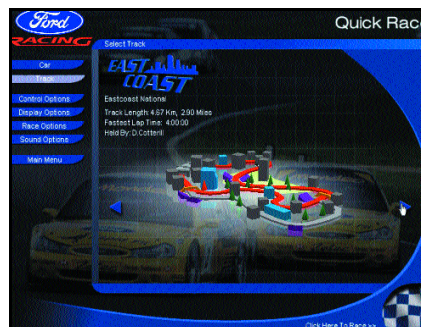 Ford
RACING
Quick Rac
Select Track
Car
Track
Control Options
Display Options
Race Options
Sound Options
Main Menu
EAST
COAST
Eastcoast National
Track Length: 4.67 Km, 2.90 Miles
Fastest Lap Time: 4:00:00
Held By: D.Cotterill
Click Here To Race >>